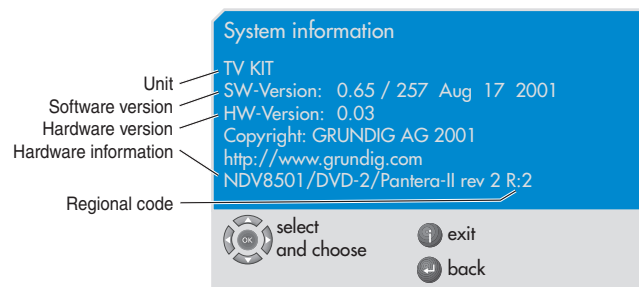 System information
TV KIT
SW-Version: 0.65 / 257 Aug 17 2001
HW-Version: 0.03
Copyright: GRUNDIG AG 2001
http://www.grundig.com
NDV8501/DVD-2/Pantera-II rev 2 R:2
Unit
Software version
Hardware version
Hardware information
Regional code
OK
select
and choose
i exit
back